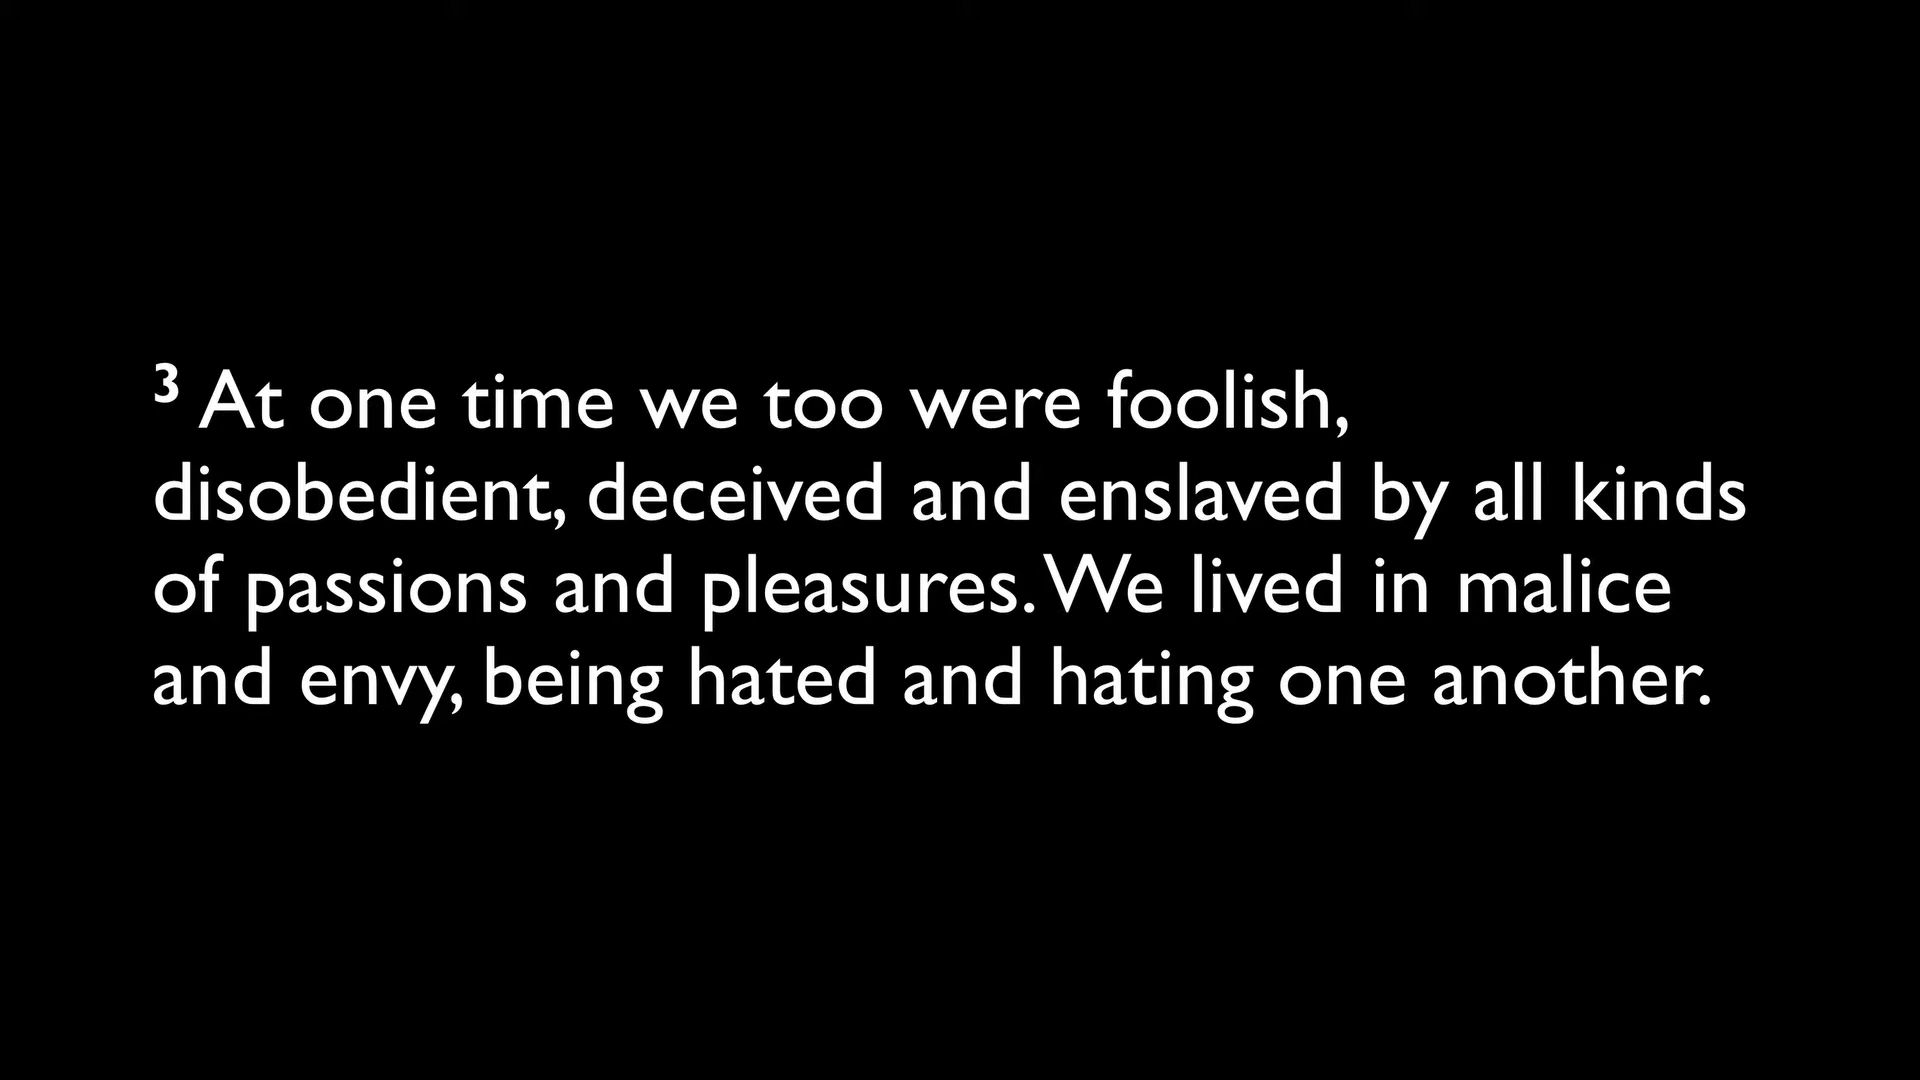 ³ At one time we too were foolish,
disobedient, deceived and enslaved by all kinds
of passions and pleasures. We lived in malice
and envy, being hated and hating one another.